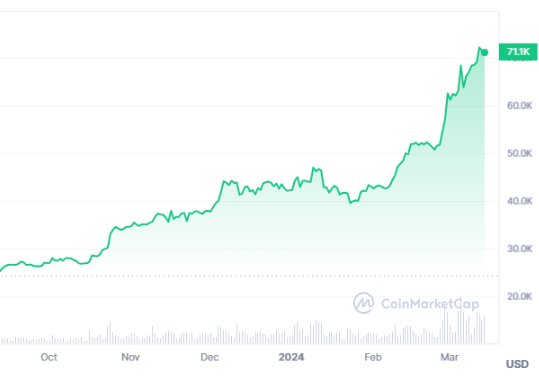 71.1K
60.0K
50.0K
40.0K
30.0K
20.0K
CoinMarketCap
Oct Nov Dec 2024 Feb Mar
USD